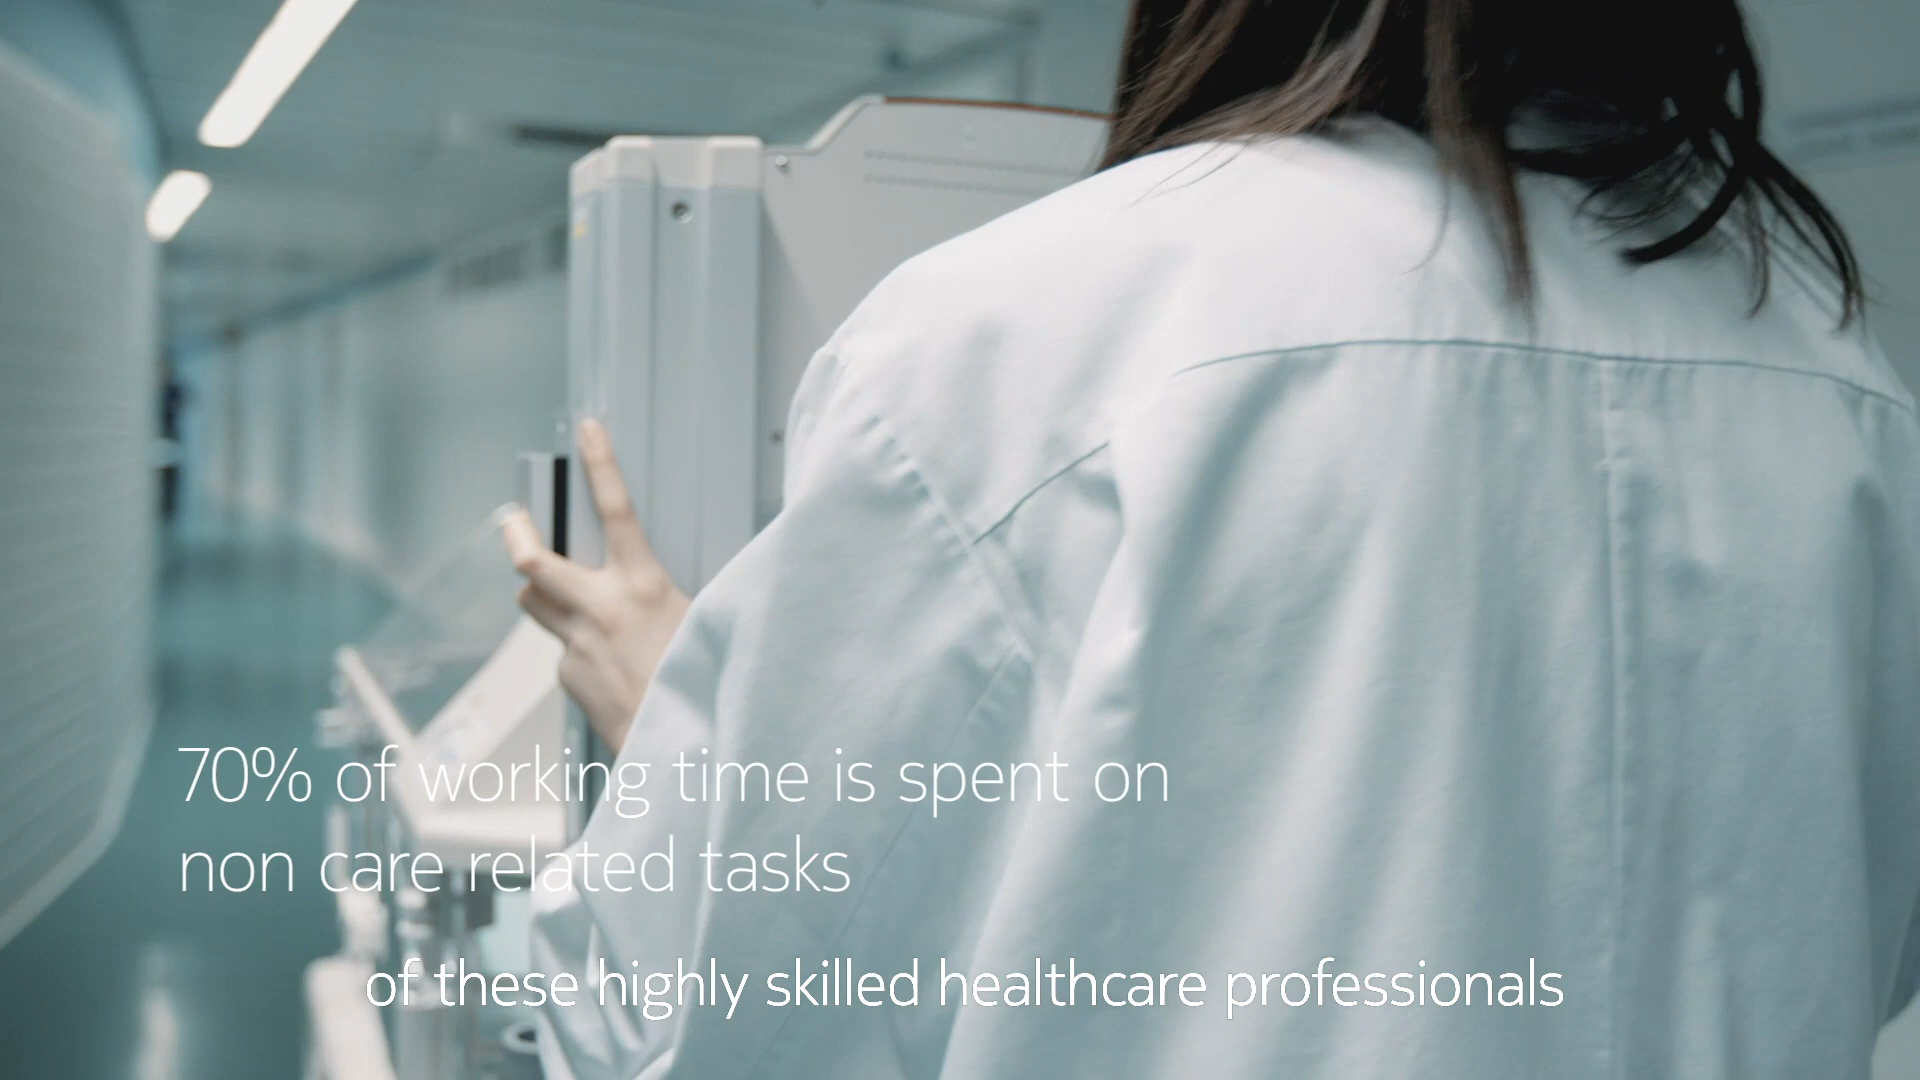 70% of working time is spent on
non care related tasks
of these highly skilled healthcare professionals